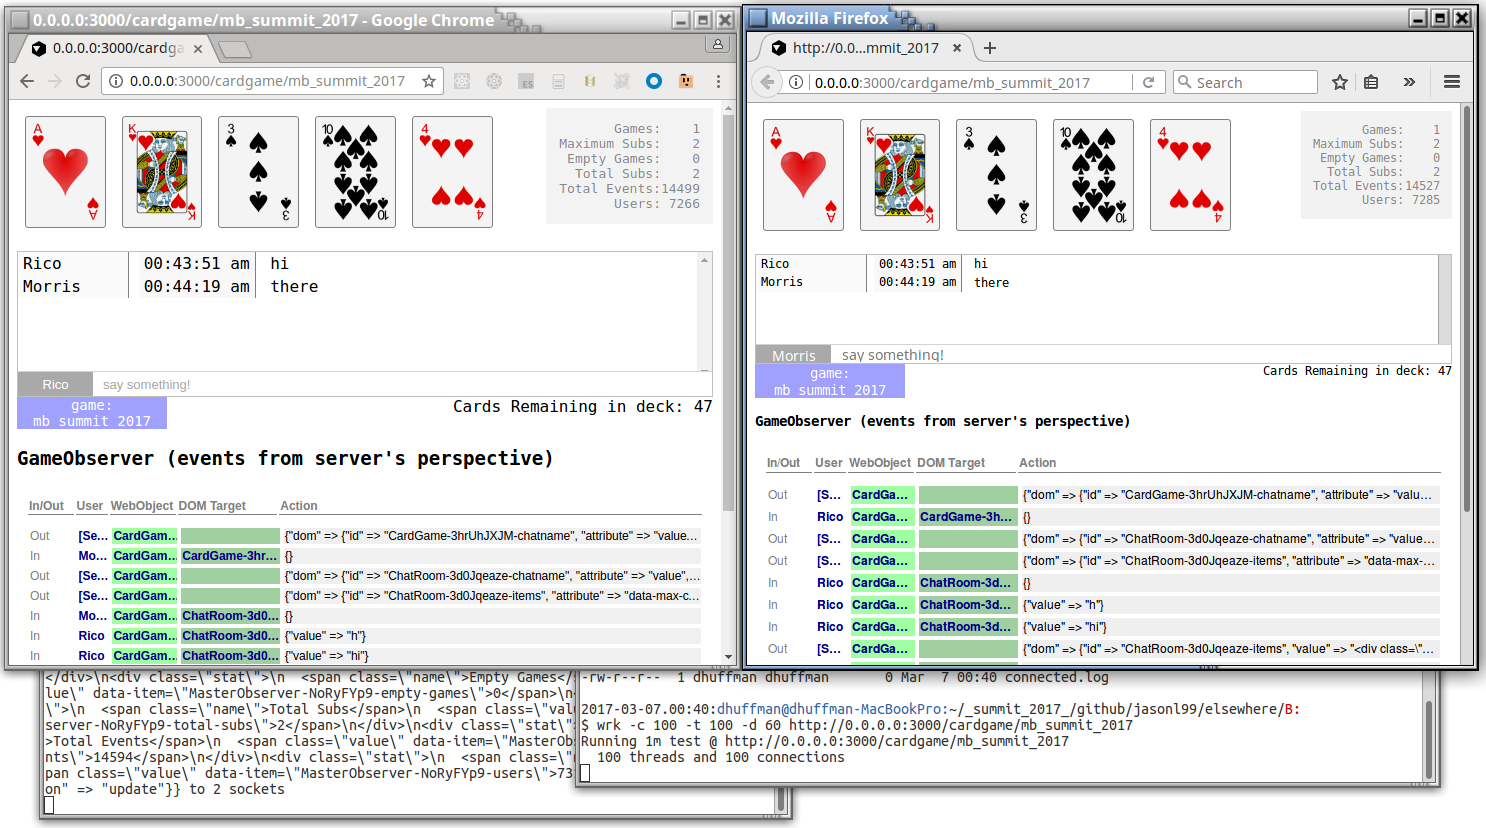 0.0.0.0:3000/cardgame/mb_summit_2017 - Google Chrome
0.0.0.0:3000/cardga
0.0.0.0:3000/cardgame/mb_summit_2017
ES
A
A
K
K
3
3
10
10
4
4
Games: 1
Maximum Subs: 2
Empty Games: 0
Total Subs: 2
Total Events:14499
Users: 7266
Rico 00:43:51 am hi
Morris 00:44:19 am there
Rico say something!
game:
mb summit 2017
Cards Remaining in deck: 47
GameObserver (events from server's perspective)
In/Out User WebObject DOM Target Action
Out [Se... CardGam... {"dom" => {"id" => "CardGame-3hrUhJXJM-chatname", "attribute" => "value...
In Mo... CardGam... CardGame-3hr... {}
Out [Se... CardGam... {"dom" => {"id" => "ChatRoom-3d0Jqeaze-chatname", "attribute" => "value",...
Out [Se... CardGam... {"dom" => {"id" => "ChatRoom-3d0Jqeaze-items", "attribute" => "data-max-c...
In Mo... CardGam... ChatRoom-3d0... {}
In Rico CardGam... ChatRoom-3d0... {"value" => "h"}
In Rico CardGam... ChatRoom-3d0... {"value" => "hi"}
Mozilla Firefox
http://0.0...mmit_2017
0.0.0.0:3000/cardgame/mb_summit_2017
Search
A
A
K
K
3
3
10
10
4
4
Games: 1
Maximum Subs: 2
Empty Games: 0
Total Subs: 2
Total Events:14527
Users: 7285
Rico 00:43:51 am hi
Morris 00:44:19 am there
Morris say something!
game:
mb summit 2017
Cards Remaining in deck: 47
GameObserver (events from server's perspective)
In/Out User WebObject DOM Target Action
Out [S... CardGa... {"dom" => {"id" => "CardGame-3hrUhJXJM-chatname", "attribute" => "valu...
In Rico CardGa... CardGame-3h... {}
Out [S... CardGa... {"dom" => {"id" => "ChatRoom-3d0Jqeaze-chatname", "attribute" => "value...
Out [S... CardGa... {"dom" => {"id" => "ChatRoom-3d0Jqeaze-items", "attribute" => "data-max-...
In Rico CardGa... ChatRoom-3d... {}
In Rico CardGa... ChatRoom-3d... {"value" => "h"}
In Rico CardGa... ChatRoom-3d... {"value" => "hi"}
Out [S... CardGa... {"dom" => {"id" => "ChatRoom-3d0Jqeaze-items", "value" => "<div class=\"...
</div>\n<div class=\"stat\">\n  <span class=\"name\">Empty Games</
lue\" data-item=\"MasterObserver-NoRyFYp9-empty-games\">0</span>\n
\">\n  <span class=\"name\">Total Subs</span>\n  <span class=\"valu
server-NoRyFYp9-total-subs\">2</span>\n</div>\n<div class=\"stat\"
>Total Events</span>\n  <span class=\"value\" data-item=\"MasterObs
nts\">14594</span>\n</div>\n<div class=\"stat\">\n  <span class=\"n
pan class=\"value\" data-item=\"MasterObserver-NoRyFYp9-users\">73
on" => "update"}} to 2 sockets
-rw-r--r--  1 dhuffman dhuffman       0 Mar  7 00:40 connected.log
2017-03-07.00:40:dhuffman@dhuffman-MacBookPro:~/_summit_2017_/github/jasonl99/elsewhere/B:
$ wrk -c 100 -t 100 -d 60 http://0.0.0.0:3000/cardgame/mb_summit_2017
Running 1m test @ http://0.0.0.0:3000/cardgame/mb_summit_2017
  100 threads and 100 connections